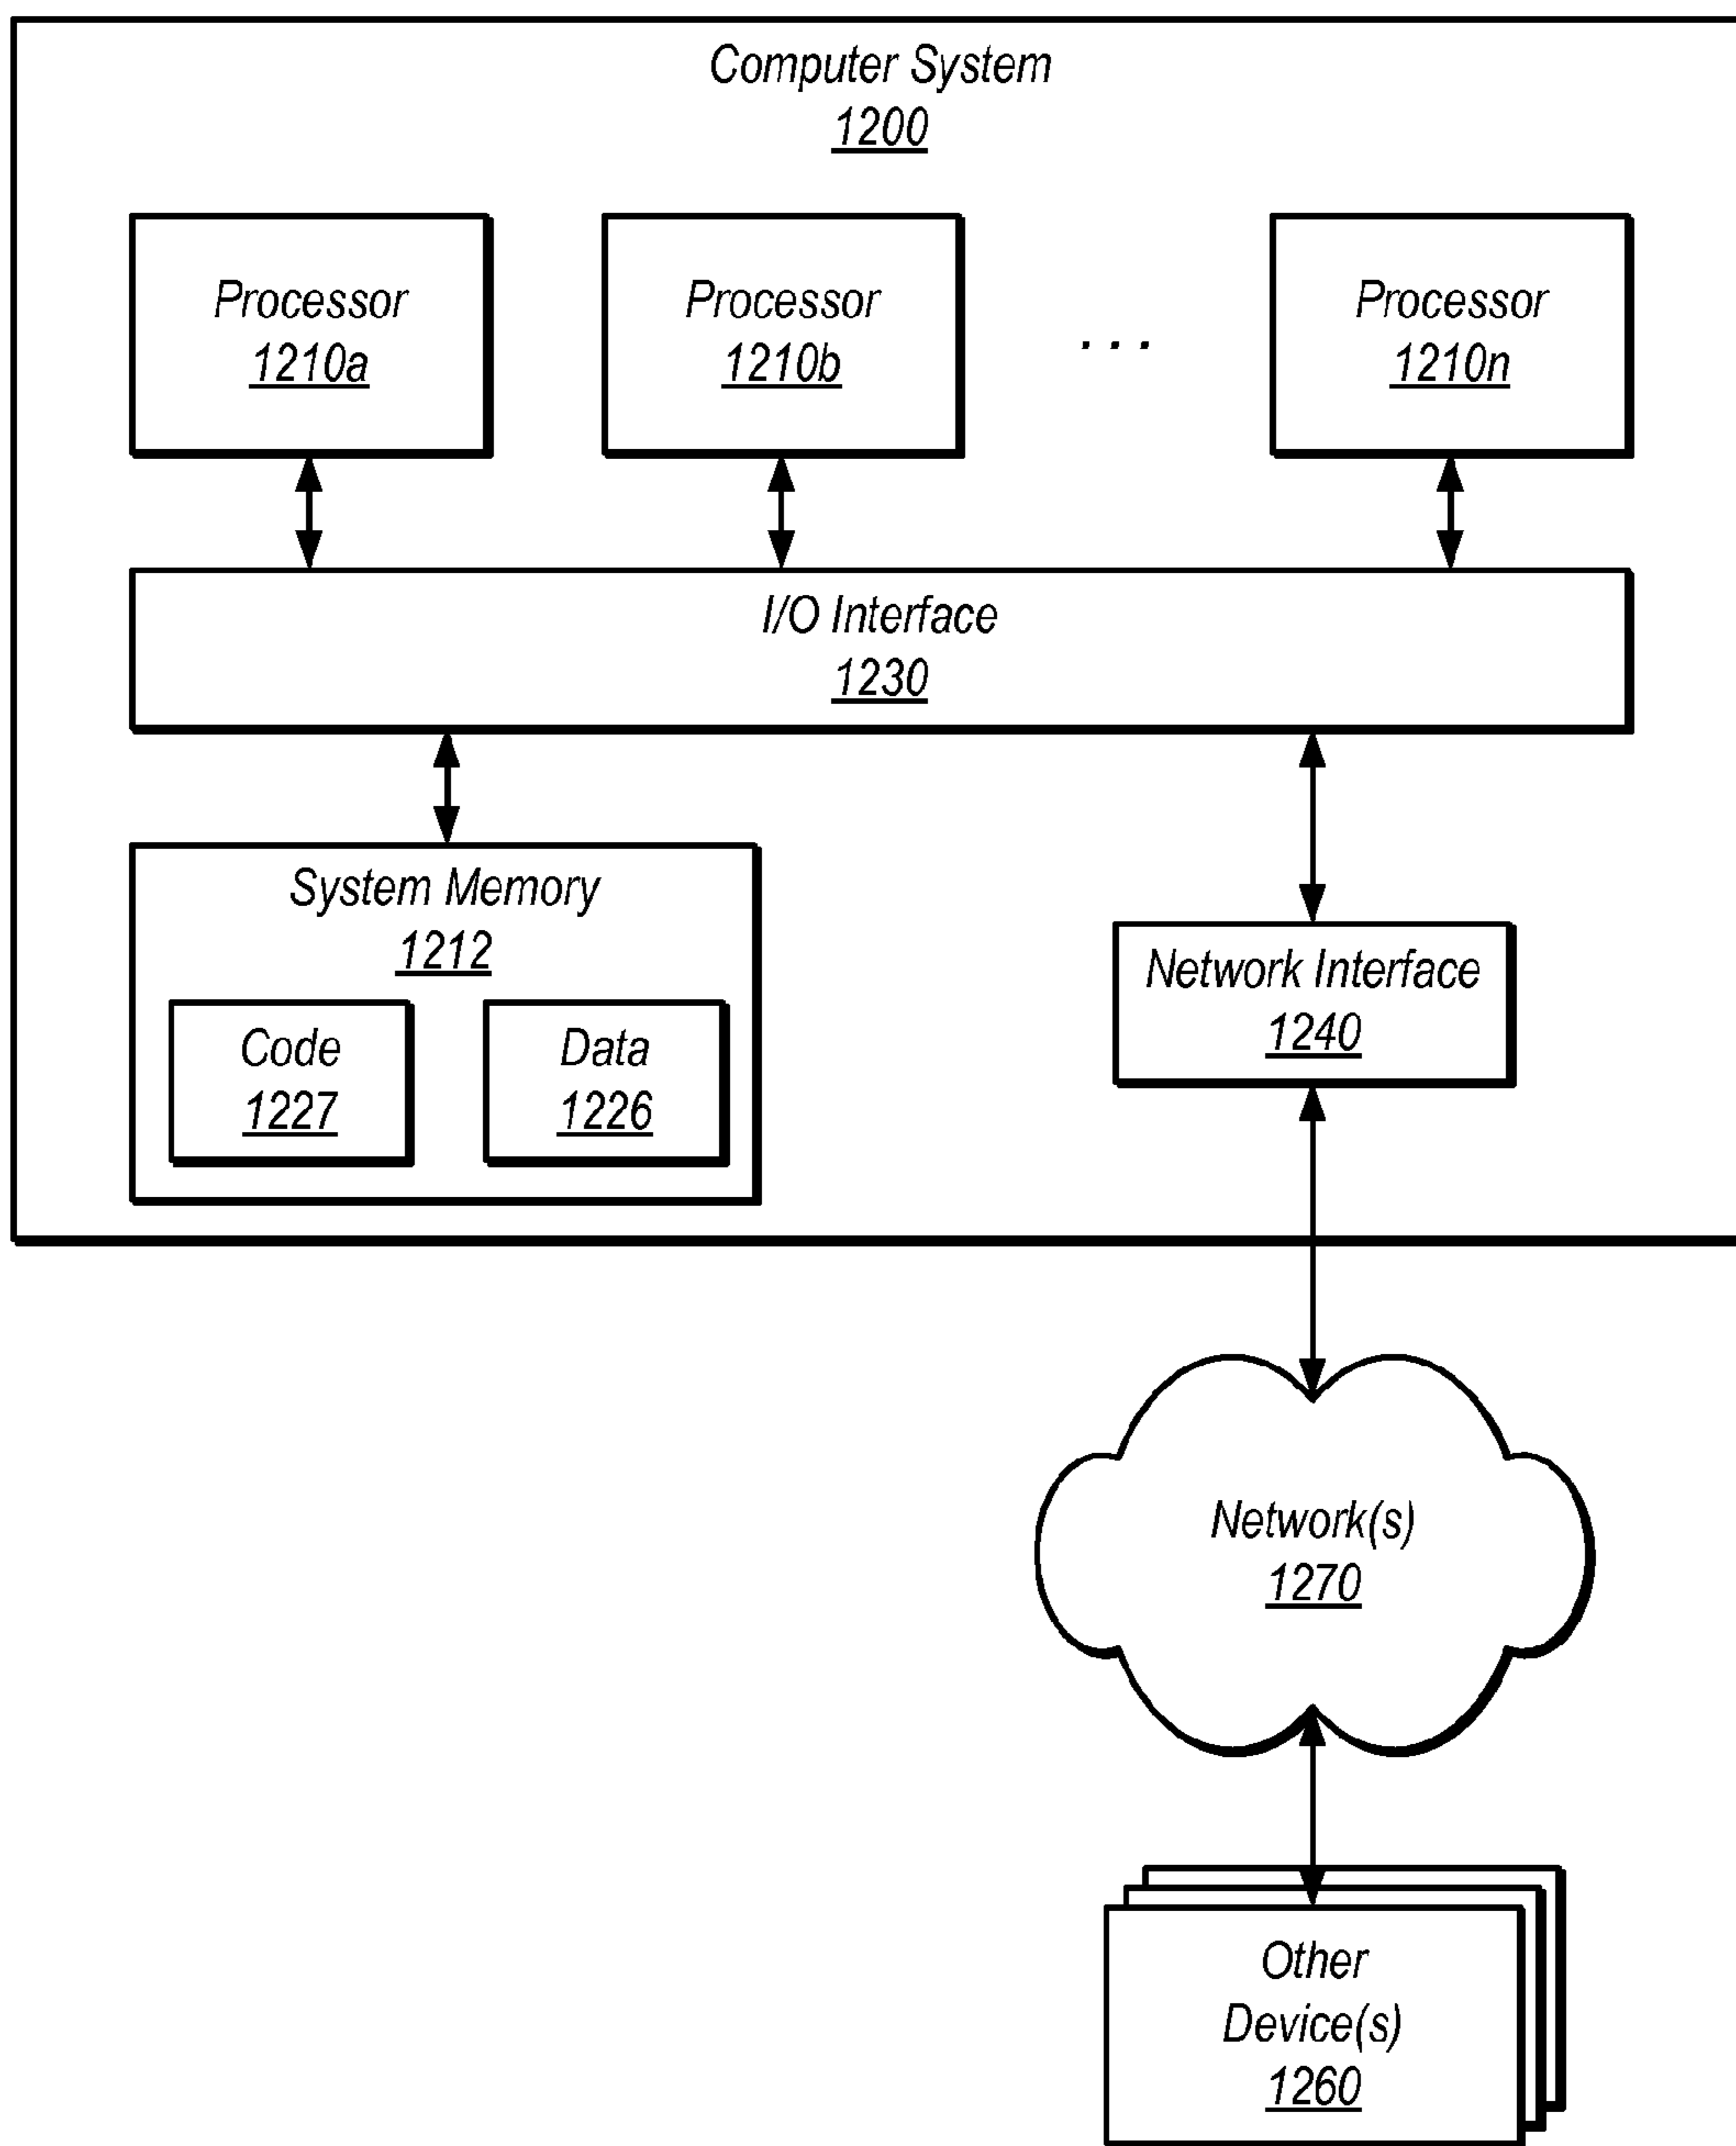 Computer System
1200
Processor
1210a
Processor
1210b
. . .
Processor
1210n
I/O Interface
1230
System Memory
1212
Code
1227
Data
1226
Network Interface
1240
Network(s)
1270
Other
Device(s)
1260